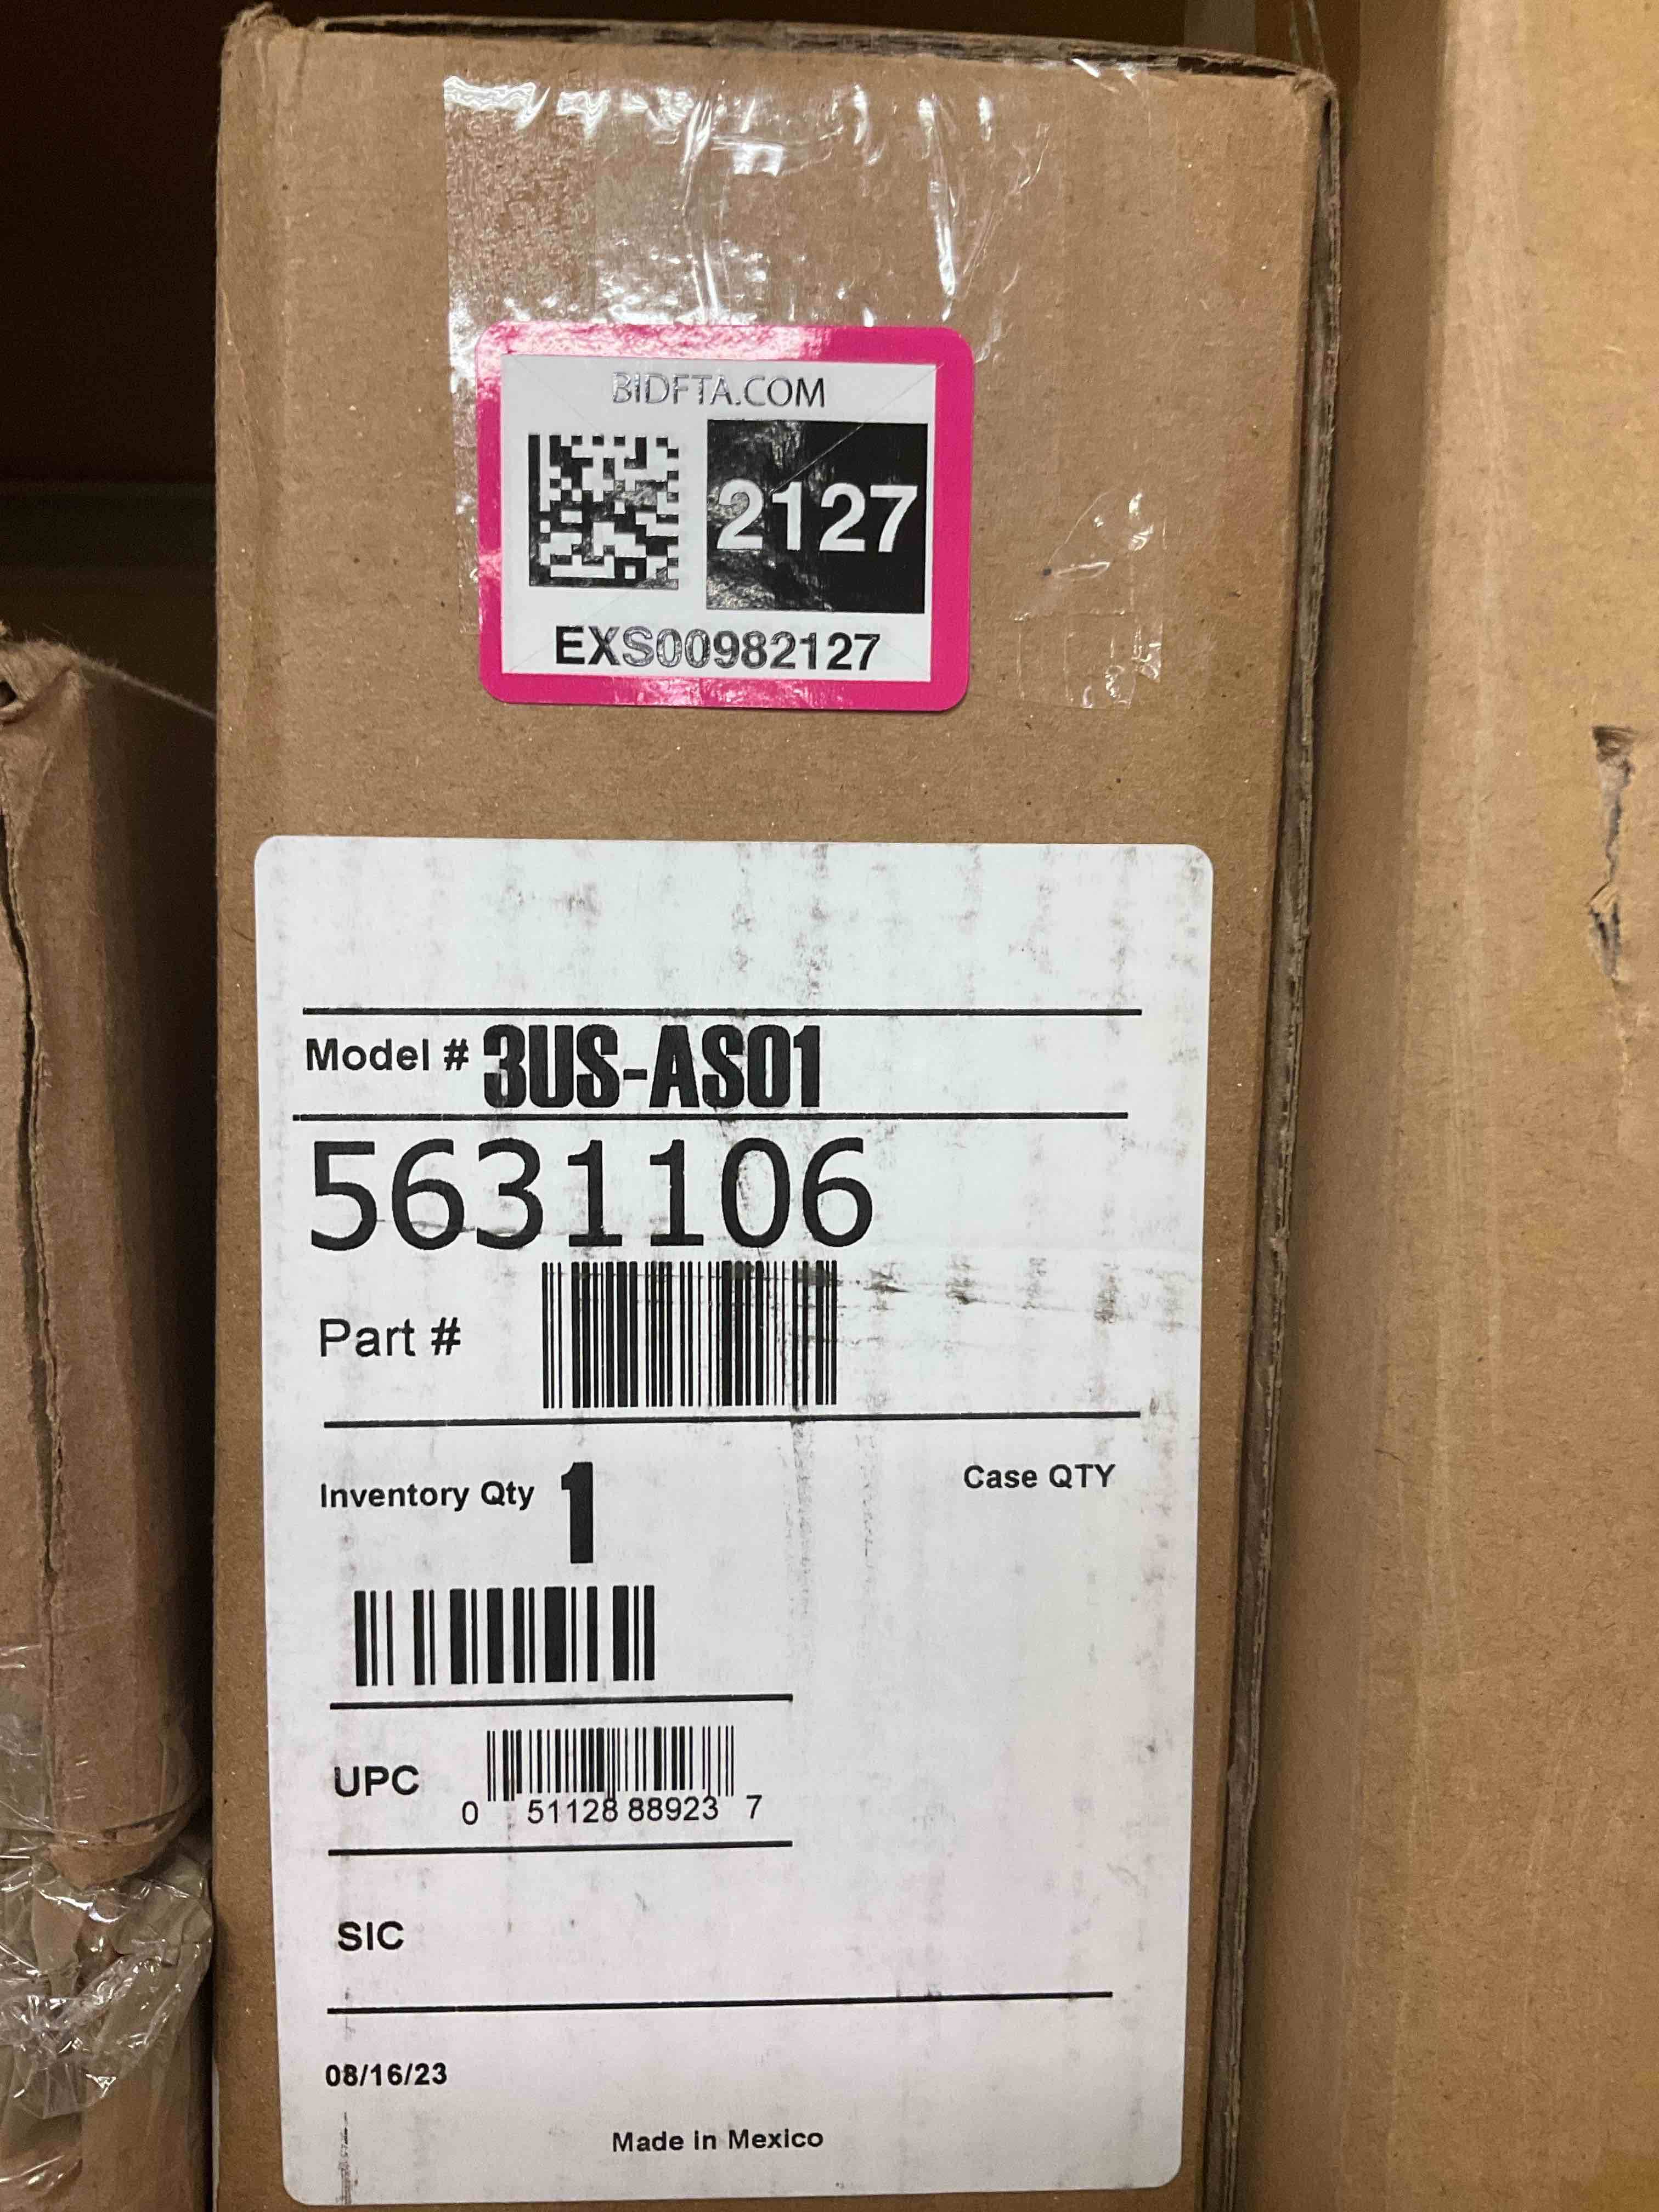 BIDFTA.COM
2127
EXS00982127
Model # 3US-AS01
5631106
Part #
Inventory Qty 1
Case QTY
UPC
0 51128 88923 7
SIC
08/16/23
Made in Mexico